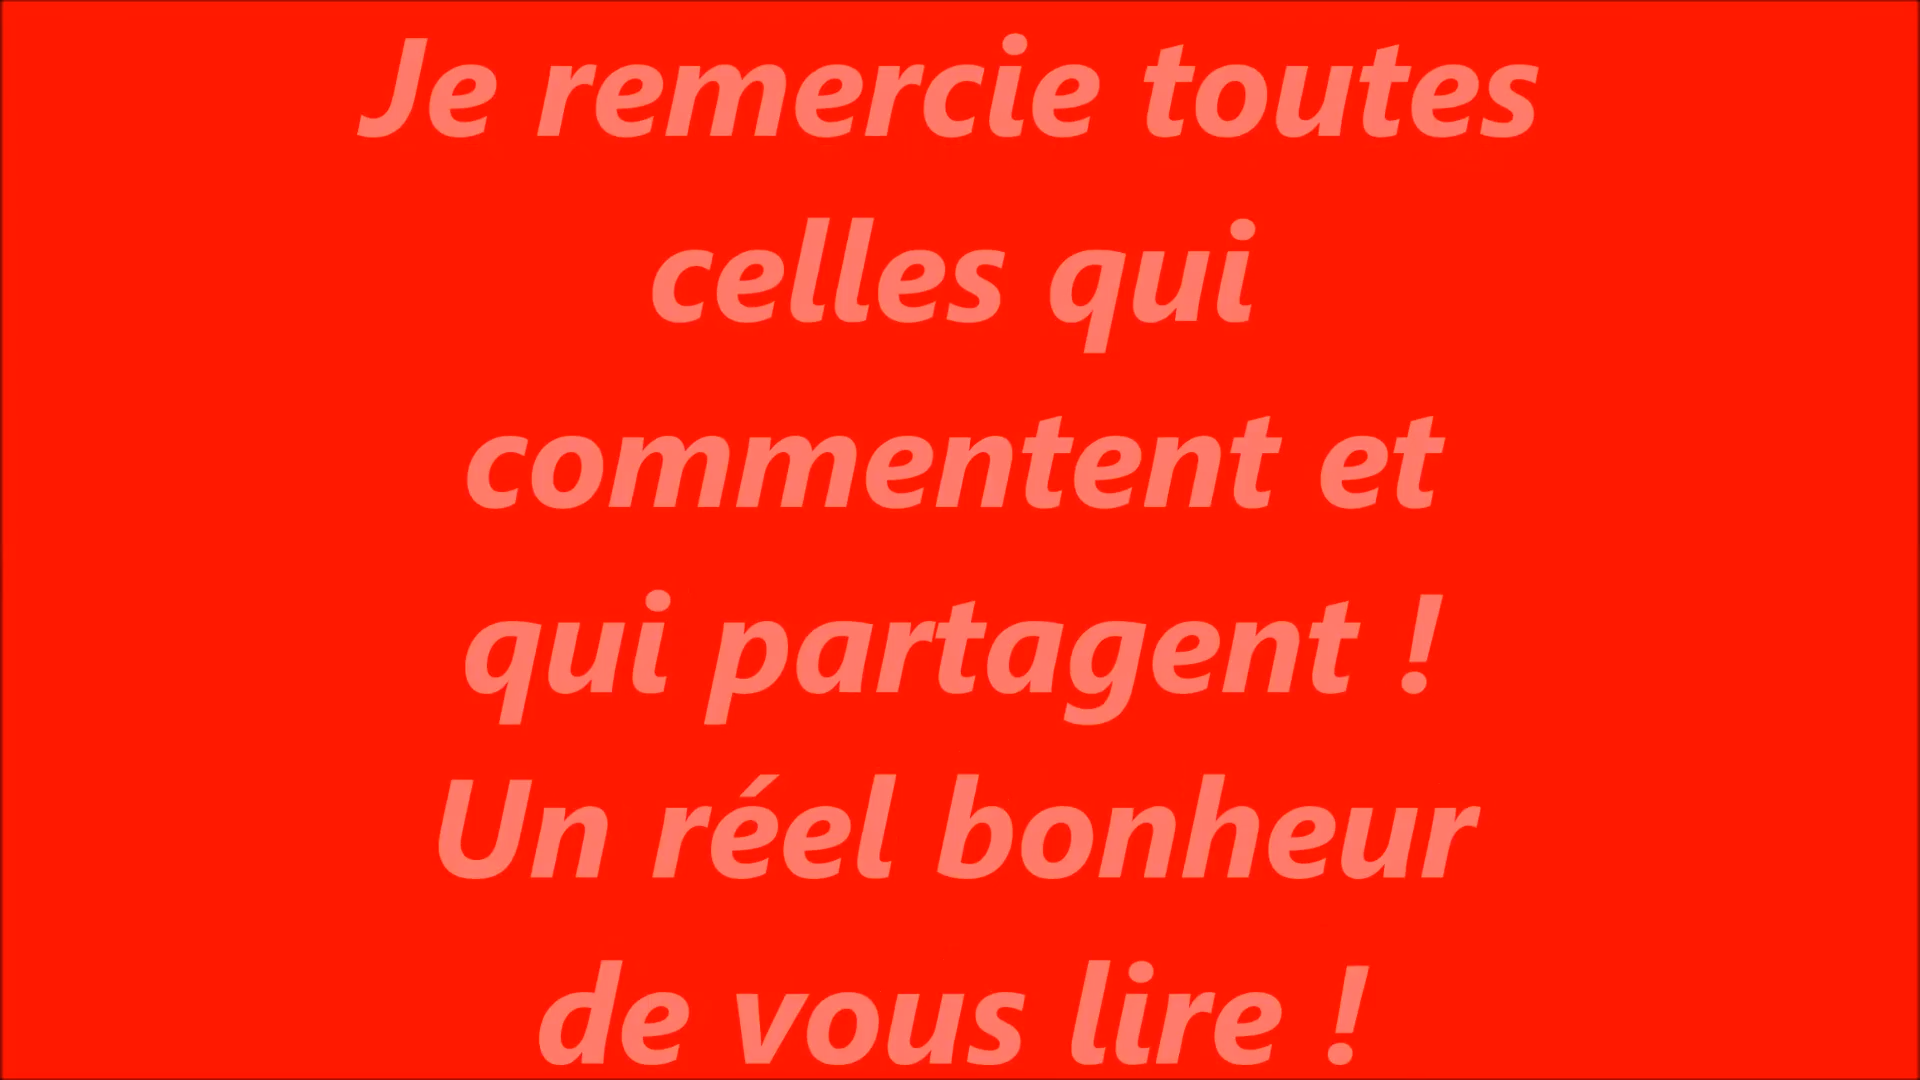 Je remercie toutes
celles qui
commentent et
qui partagent !
Un réel bonheur
de vous lire !